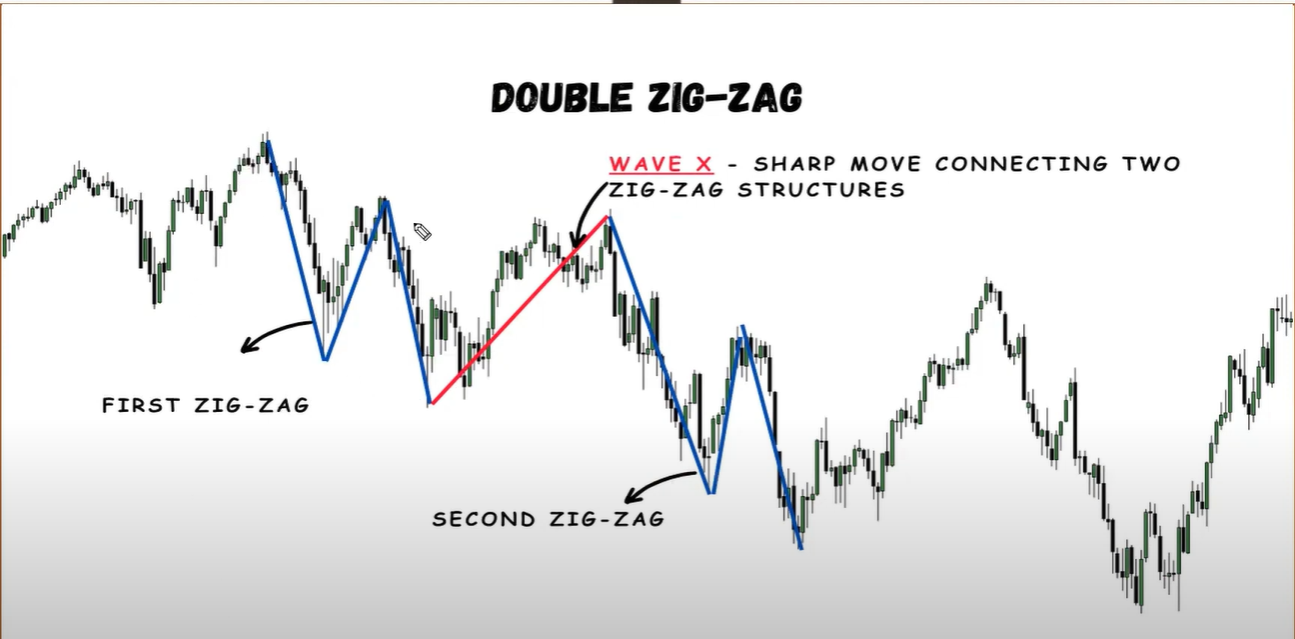 DOUBLE ZIG-ZAG
WAVE X - SHARP MOVE CONNECTING TWO
ZIG-ZAG STRUCTURES
FIRST ZIG-ZAG
SECOND ZIG-ZAG